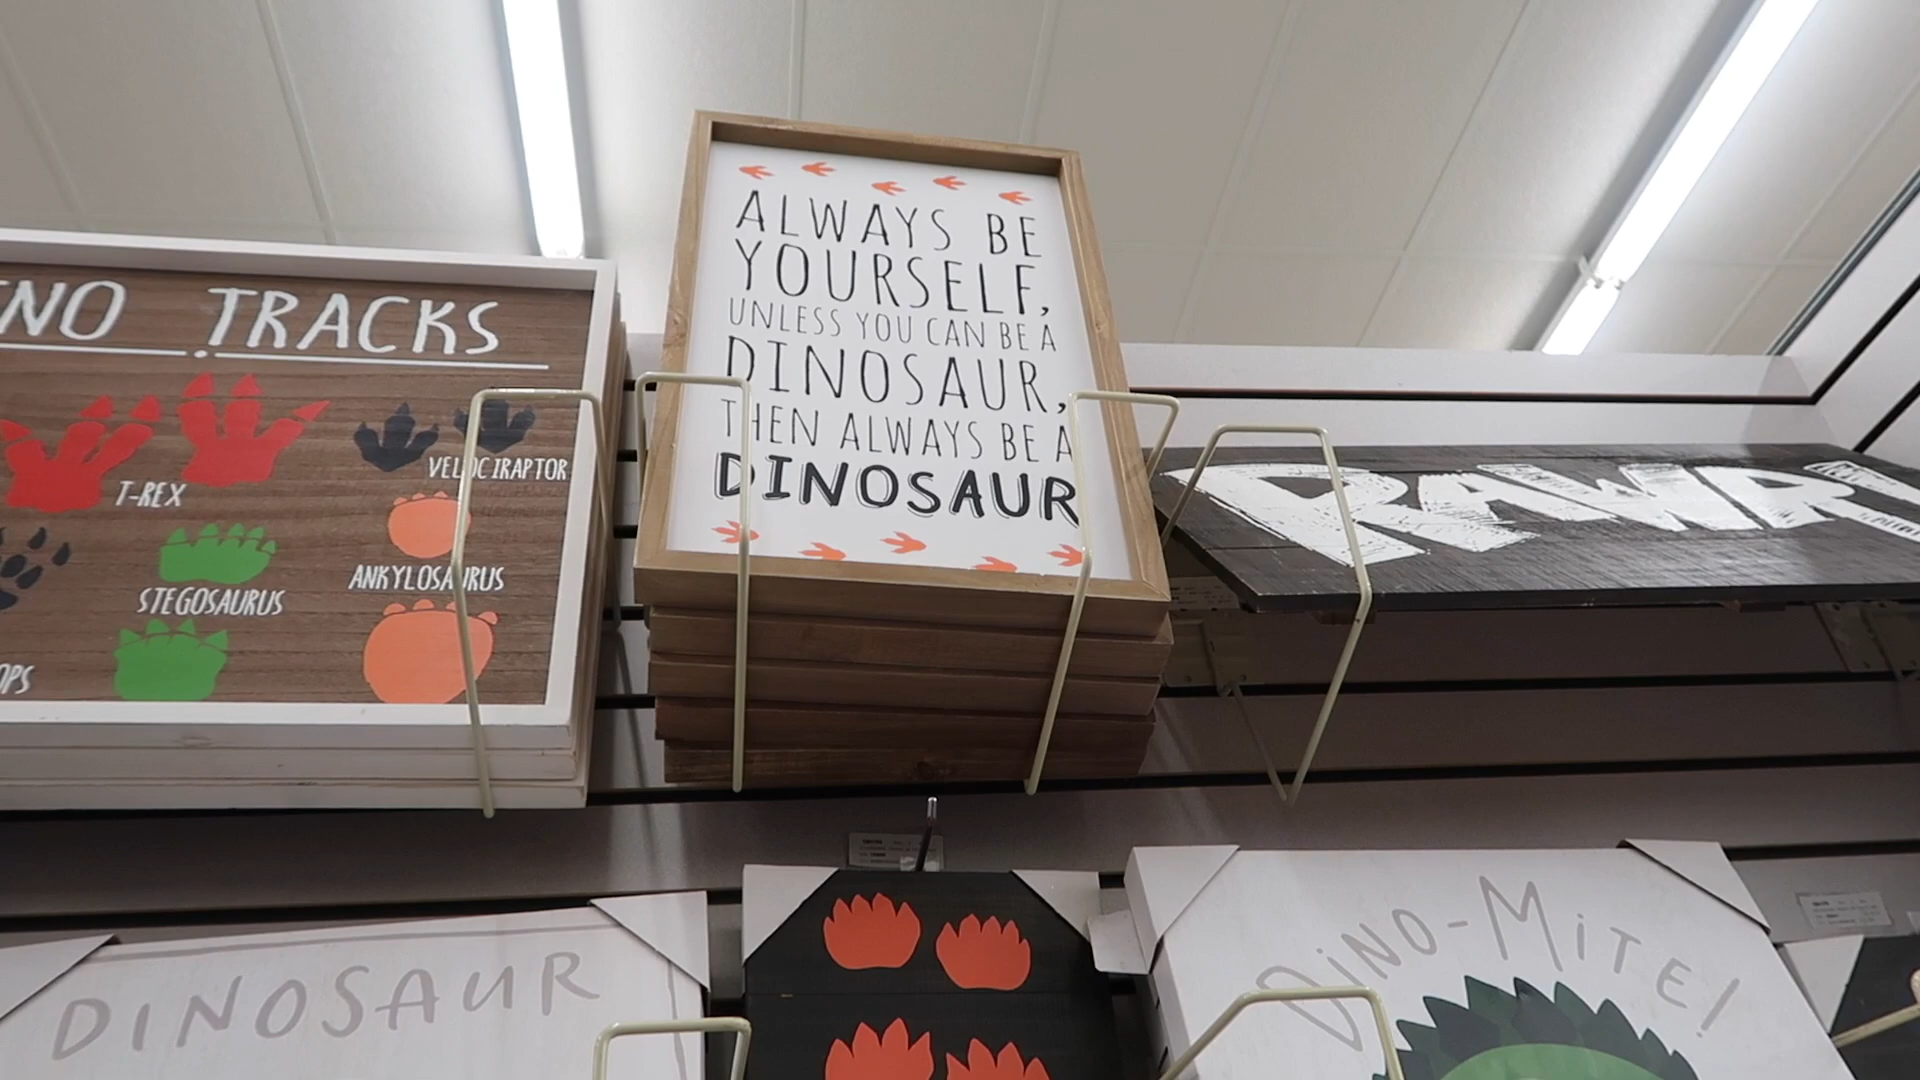 NO TRACKS
T-REX
VELOCIRAPTOR
STEGOSAURUS
ANKYLOSAURUS
OPS
ALWAYS BE
YOURSELF,
UNLESS YOU CAN BE A
DINOSAUR,
THEN ALWAYS BE A
DINOSAUR
RAWR
DINOSAUR
DiNO-MiTE!